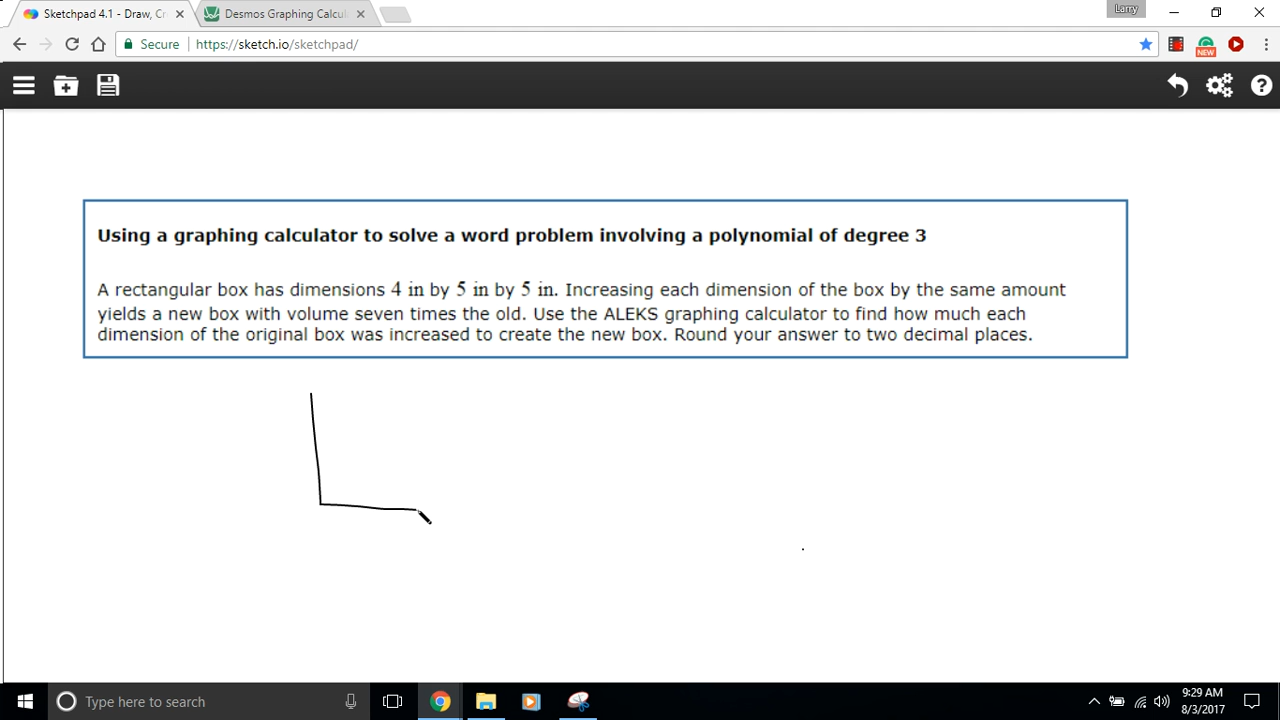 Sketchpad 4.1 - Draw, Cr
Desmos Graphing Calcul
Larry
Secure
https://sketch.io/sketchpad/
NEW
Using a graphing calculator to solve a word problem involving a polynomial of degree 3
A rectangular box has dimensions 4 in by 5 in by 5 in. Increasing each dimension of the box by the same amount
yields a new box with volume seven times the old. Use the ALEKS graphing calculator to find how much each
dimension of the original box was increased to create the new box. Round your answer to two decimal places.
Type here to search
9:29 AM
8/3/2017